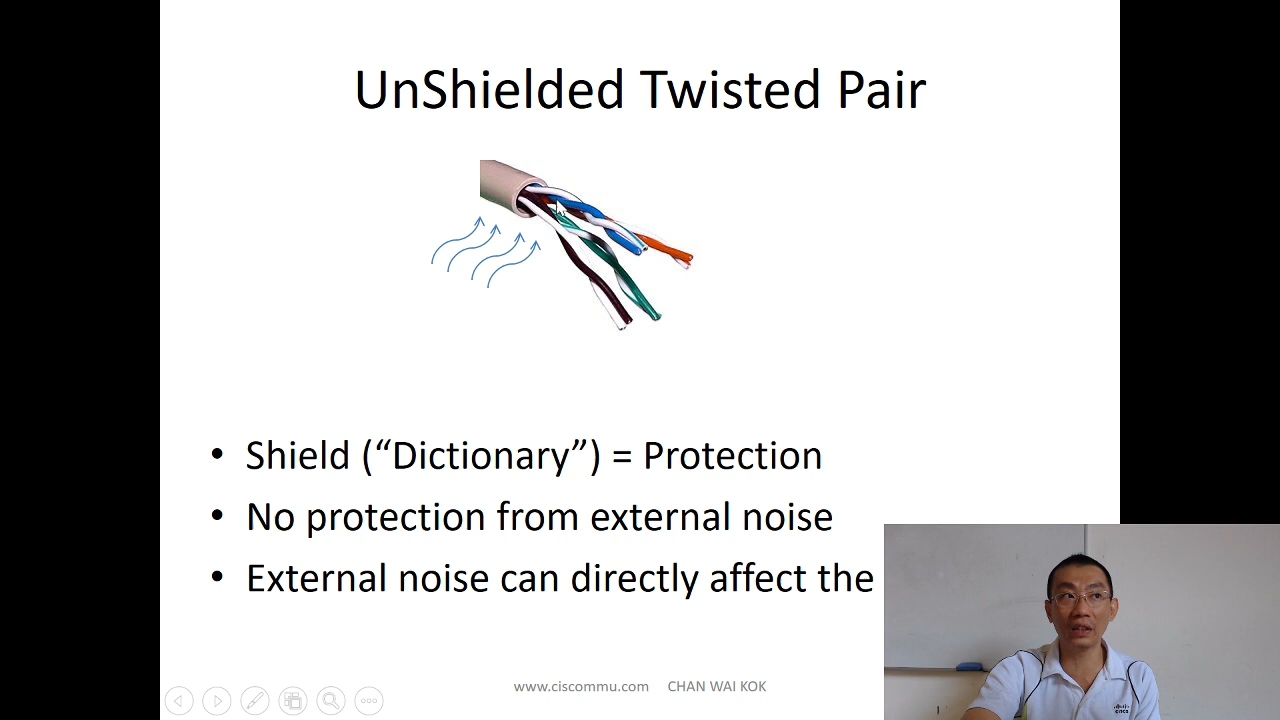 UnShielded Twisted Pair
• Shield (“Dictionary”) = Protection
• No protection from external noise
• External noise can directly affect the
www.ciscommu.com CHAN WAI KOK